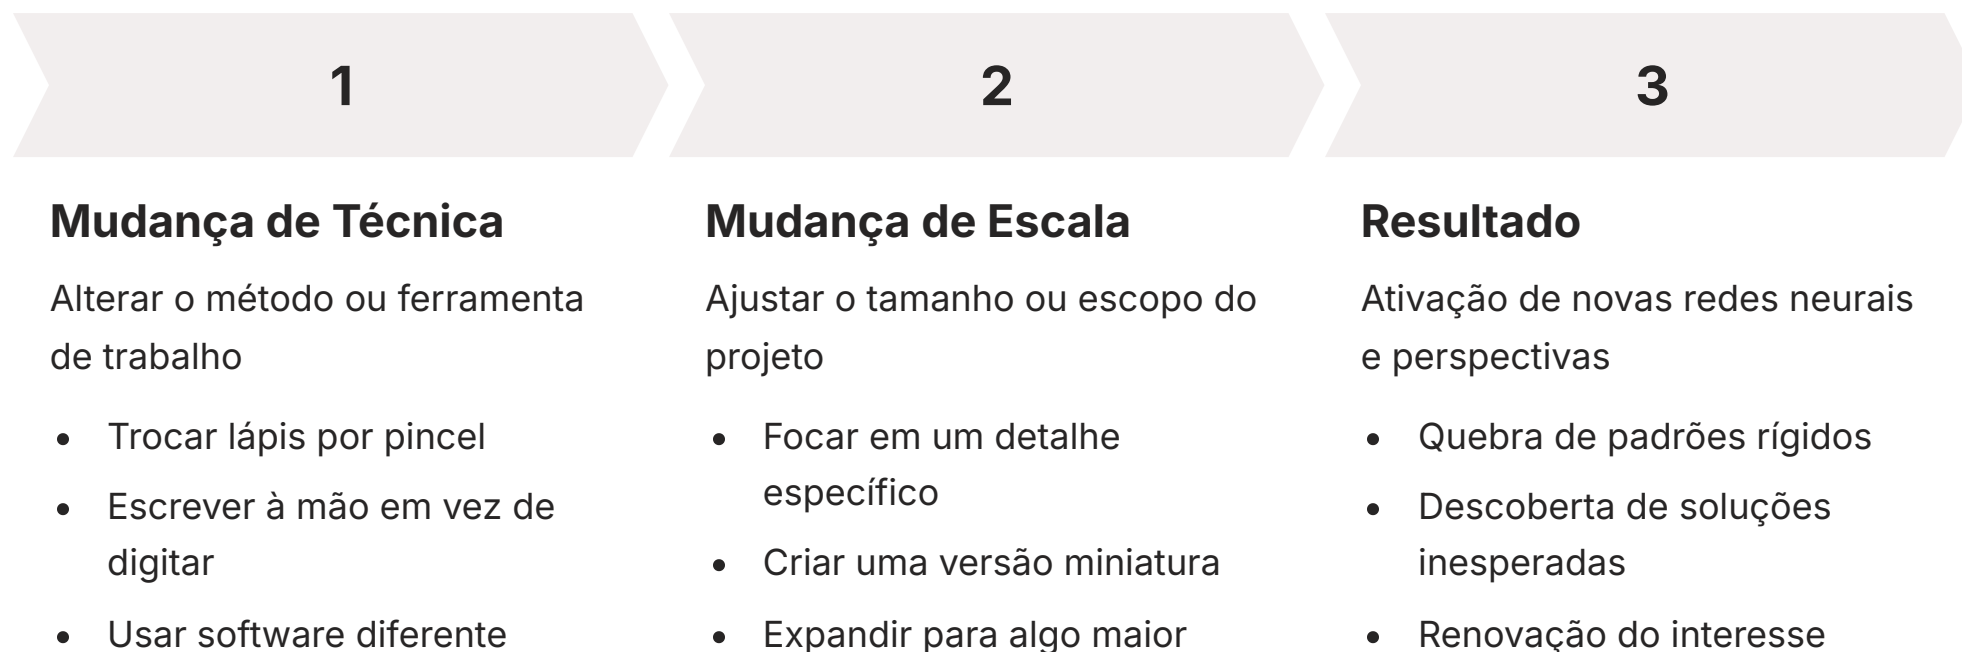 1
Mudança de Técnica
Alterar o método ou ferramenta
de trabalho
• Trocar lápis por pincel
• Escrever à mão em vez de
digitar
• Usar software diferente
2
Mudança de Escala
Ajustar o tamanho ou escopo do
projeto
• Focar em um detalhe
específico
• Criar uma versão miniatura
• Expandir para algo maior
3
Resultado
Ativação de novas redes neurais
e perspectivas
• Quebra de padrões rígidos
• Descoberta de soluções
inesperadas
• Renovação do interesse